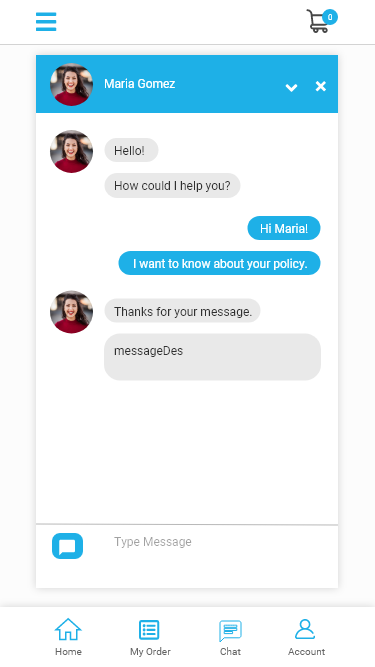 0
Maria Gomez
Hello!
How could I help you?
Hi Maria!
I want to know about your policy.
Thanks for your message.
messageDes
Type Message
Home
My Order
Chat
Account